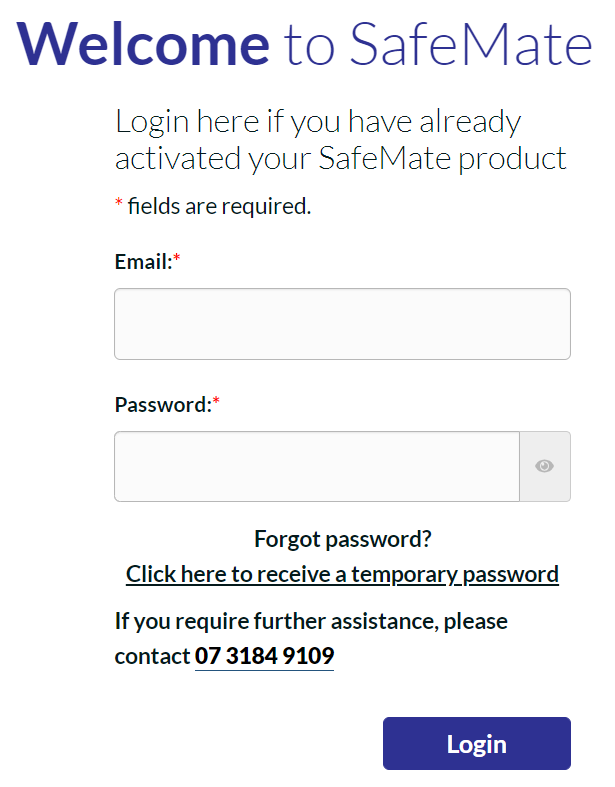 Welcome to SafeMate
Login here if you have already
activated your SafeMate product
* fields are required.
Email:*
Password:*
Forgot password?
Click here to receive a temporary password
If you require further assistance, please
contact 07 3184 9109
Login